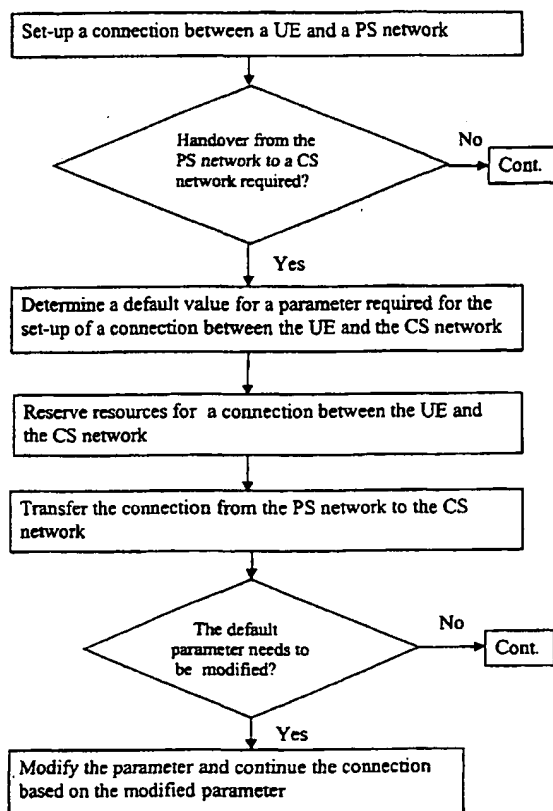 Set-up a connection between a UE and a PS network
Handover from the
PS network to a CS
network required?
No
Cont.
Yes
Determine a default value for a parameter required for the
set-up of a connection between the UE and the CS network
Reserve resources for a connection between the UE and
the CS network
Transfer the connection from the PS network to the CS
network
The default
parameter needs to
be modified?
No
Cont.
Yes
Modify the parameter and continue the connection
based on the modified parameter